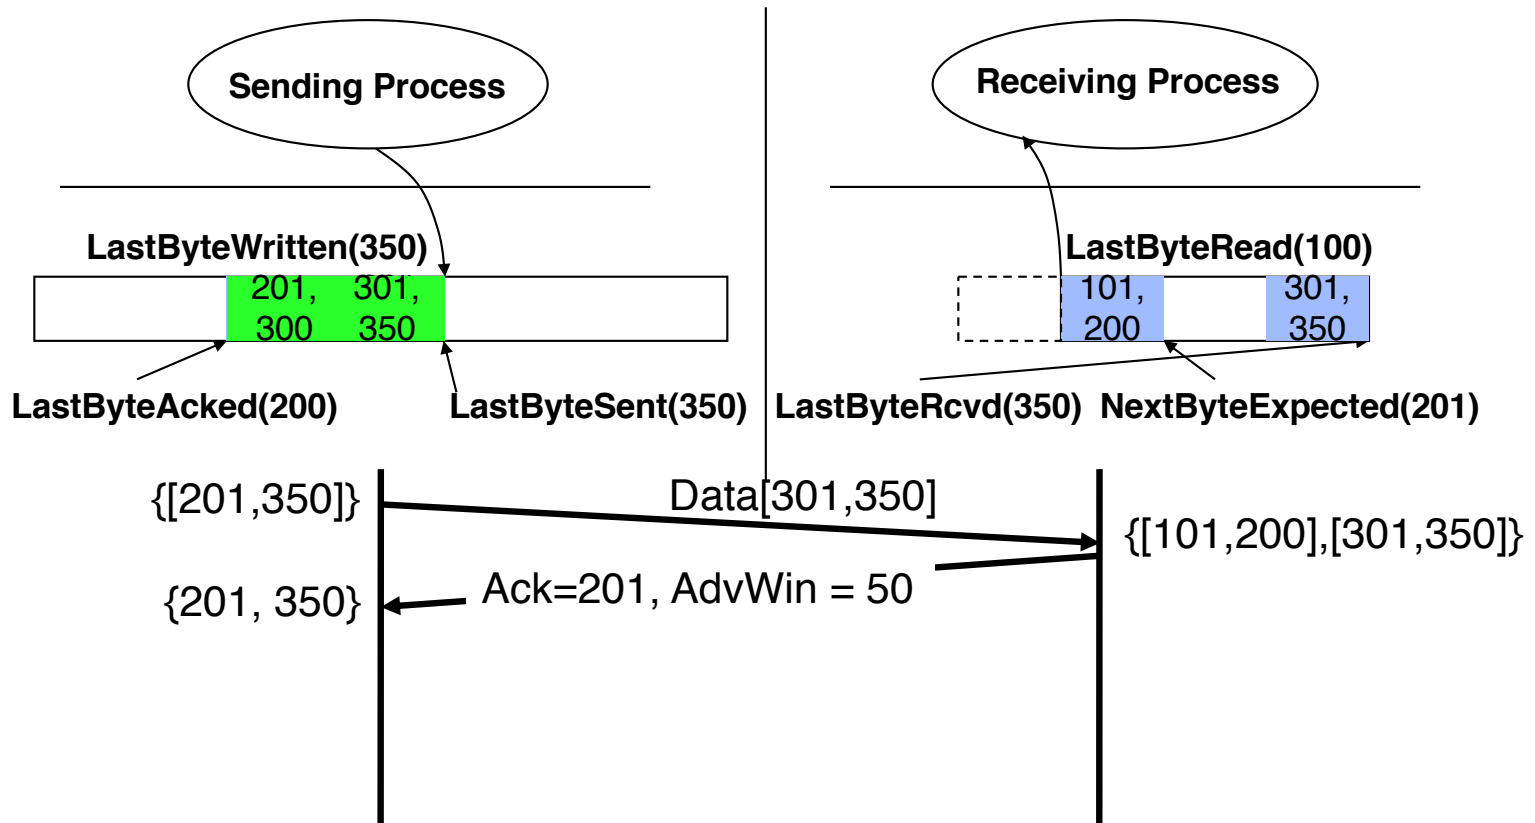 Sending Process
Receiving Process
LastByteWritten(350)
LastByteRead(100)
201, 301,
300 350
101, 301,
200 350
LastByteAcked(200)
LastByteSent(350)
LastByteRcvd(350)
NextByteExpected(201)
{[201,350]}
Data[301,350]
{[101,200],[301,350]}
Ack=201, AdvWin = 50
{201, 350}